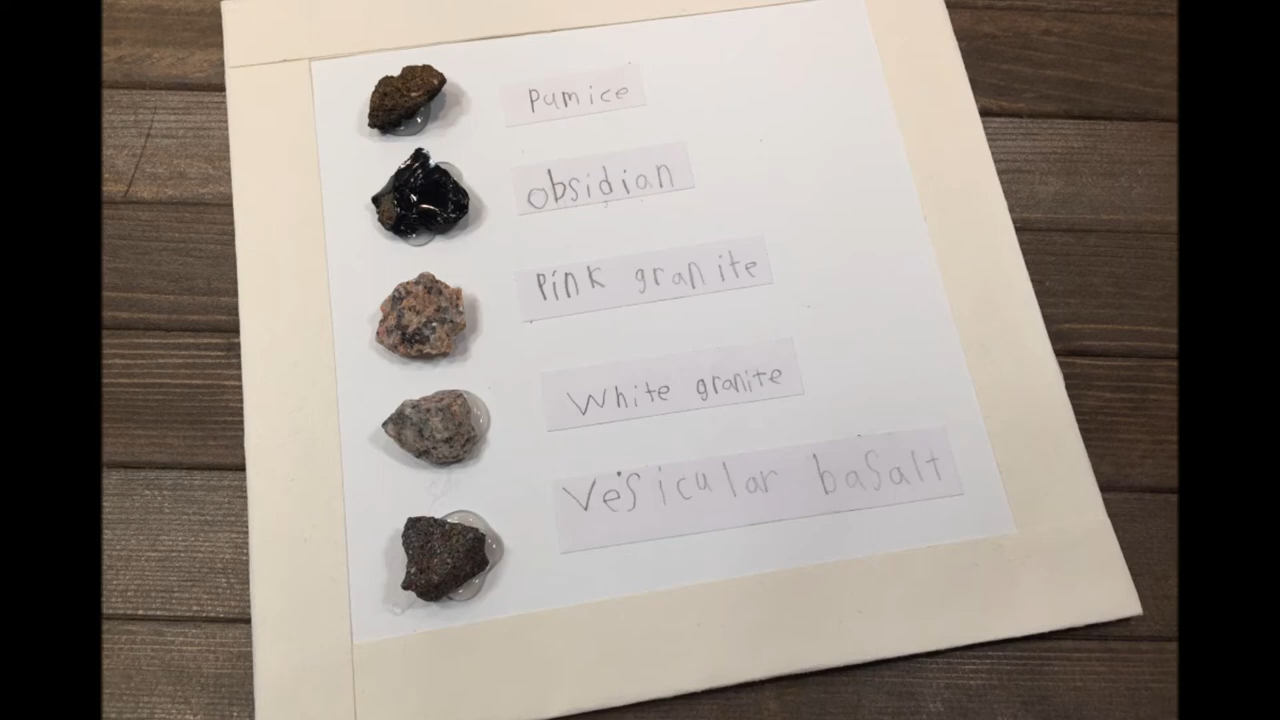 Pumice
obsidian
Pink granite
White granite
Vesicular basalt